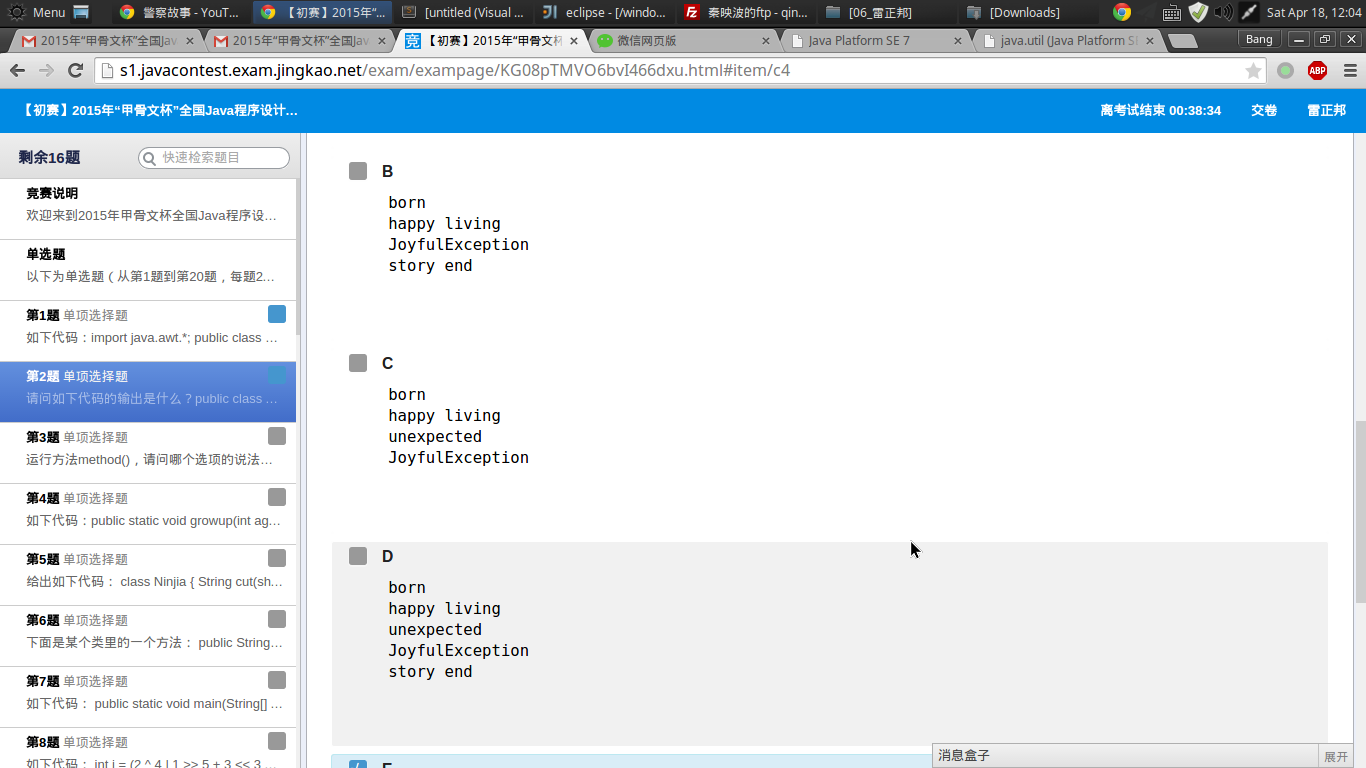 Menu 警察故事 - YouT... 【初赛】2015年“... [untitled (Visual ... eclipse - [/windo... 秦映波的ftp - qin... [06_雷正邦] [Downloads] Sat Apr 18, 12:04
2015年“甲骨文杯”全国Jav 2015年“甲骨文杯”全国Jav 【初赛】2015年“甲骨文杯 微信网页版 Java Platform SE 7 java.util (Java Platform SE Bang
s1.javacontest.exam.jingkao.net/exam/exampage/KG08pTMVO6bvI466dxu.html#item/c4 ABP
【初赛】2015年“甲骨文杯”全国Java程序设计... 离考试结束 00:38:34 交卷 雷正邦
剩余16题 快速检索题目
竞赛说明
欢迎来到2015年甲骨文杯全国Java程序设...
单选题
以下为单选题（从第1题到第20题，每题2...
第1题 单项选择题
如下代码：import java.awt.*; public class ...
第2题 单项选择题
请问如下代码的输出是什么？public class ...
第3题 单项选择题
运行方法method()，请问哪个选项的说法...
第4题 单项选择题
如下代码：public static void growup(int ag...
第5题 单项选择题
给出如下代码： class Ninjia { String cut(sh...
第6题 单项选择题
下面是某个类里的一个方法： public String...
第7题 单项选择题
如下代码： public static void main(String[] ...
第8题 单项选择题
如下代码： int i = (2 ^ 4 | 1 >> 5 + 3 << 3 ...
B
born
happy living
JoyfulException
story end
C
born
happy living
unexpected
JoyfulException
D
born
happy living
unexpected
JoyfulException
story end
消息盒子 展开